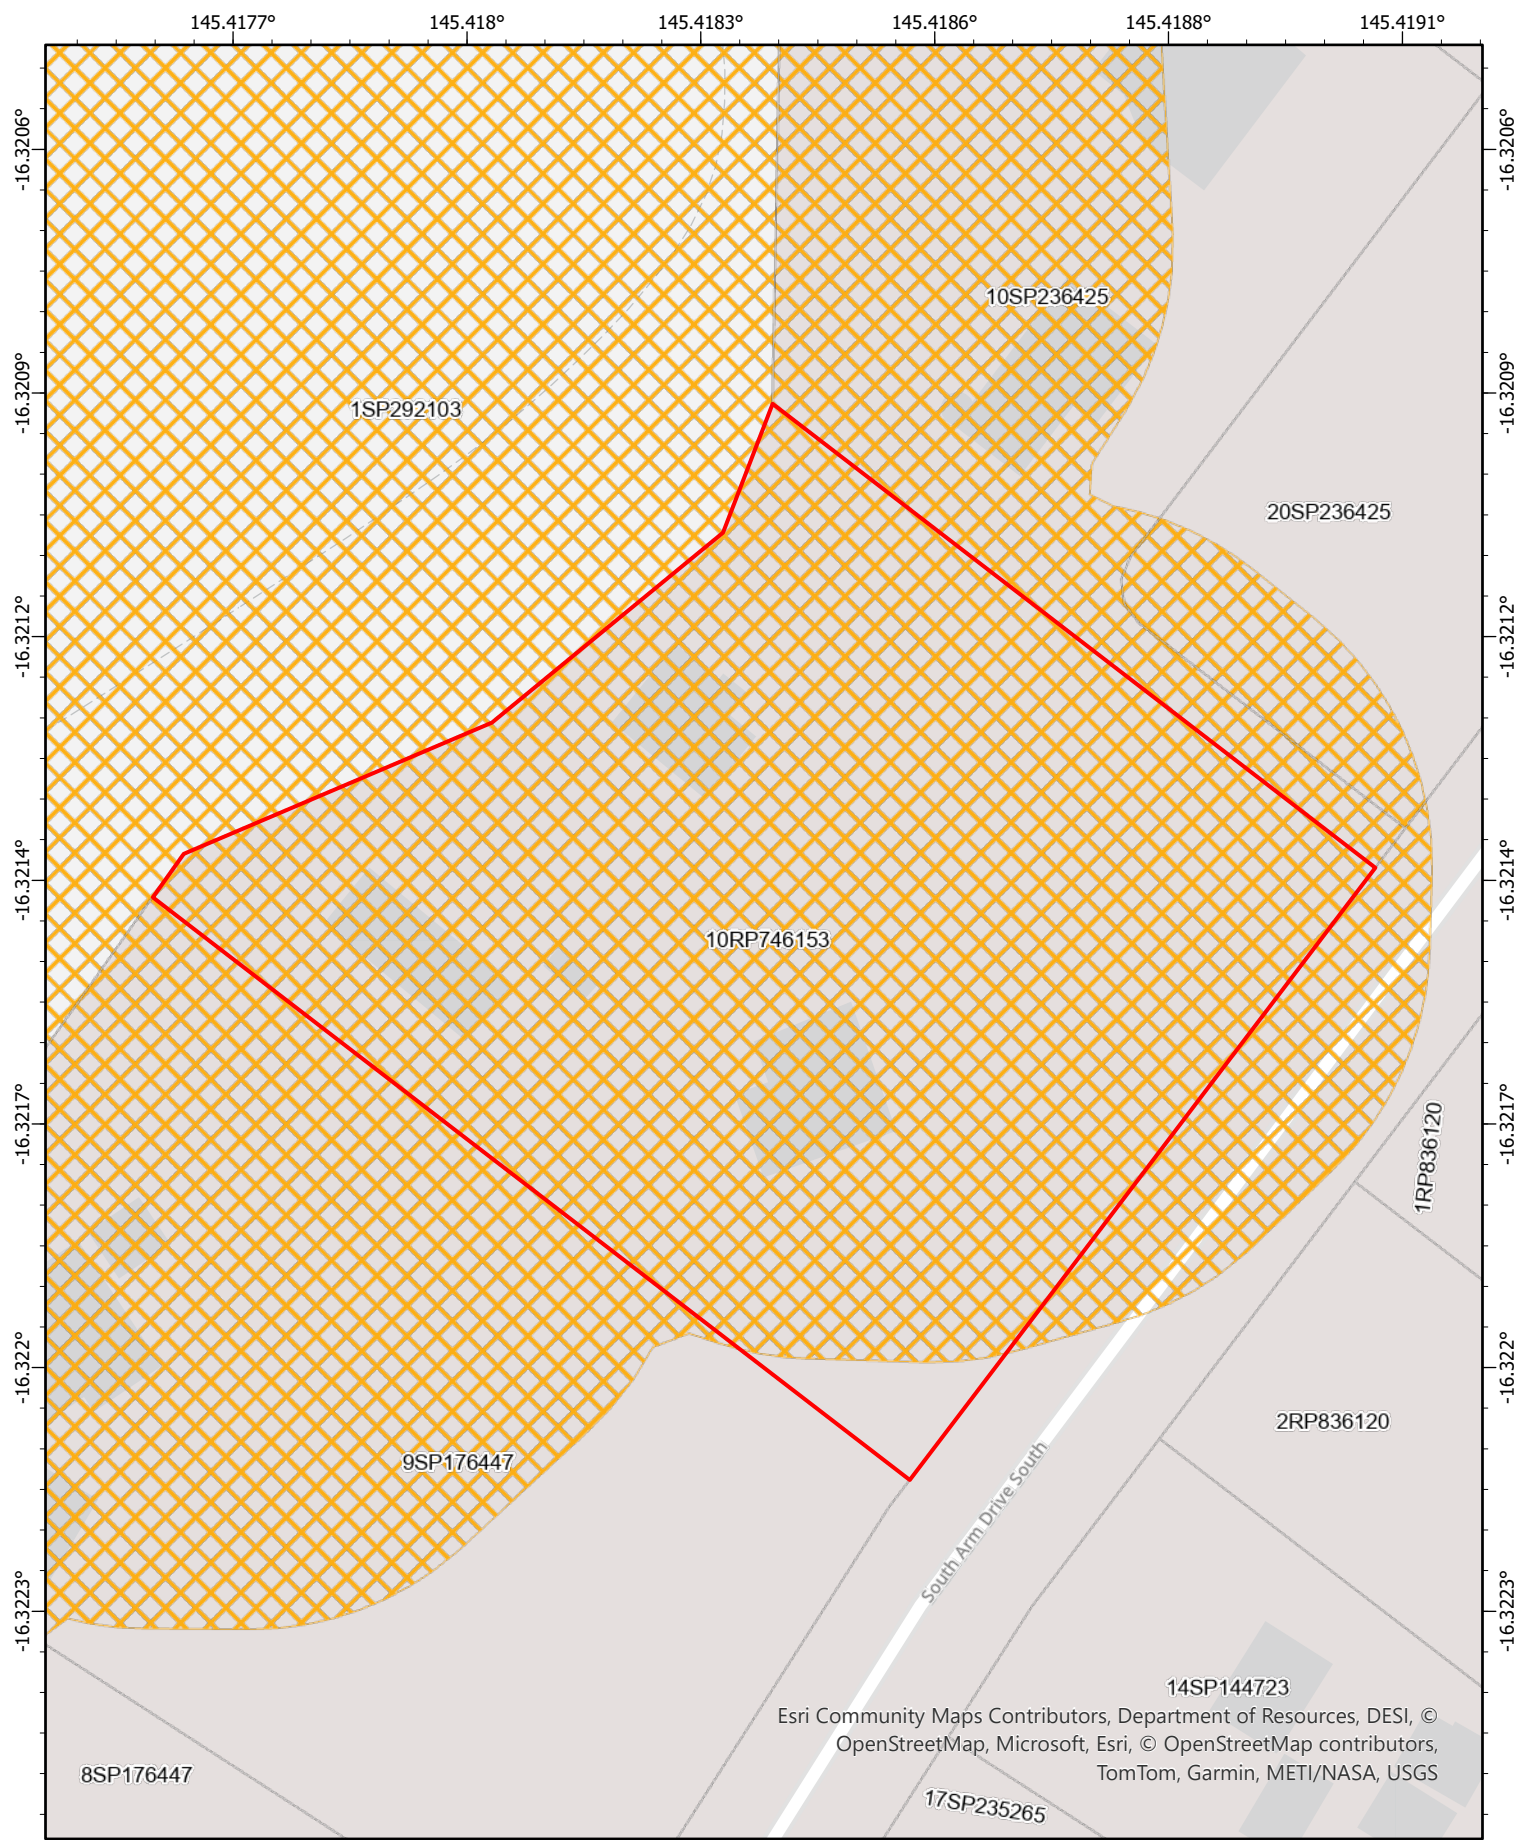 145.4177° 145.418° 145.4183° 145.4186° 145.4188° 145.4191°
-16.3206° -16.3206°
10SP236425
-16.3209° -16.3209°
1SP292103
20SP236425
-16.3212° -16.3212°
-16.3214° -16.3214°
10RP746153
-16.3217° -16.3217°
1RP836120
-16.322° -16.322°
2RP836120
9SP176447
South Arm Drive South
-16.3223° -16.3223°
14SP144723
Esri Community Maps Contributors, Department of Resources, DESI, ©
OpenStreetMap, Microsoft, Esri, © OpenStreetMap contributors,
TomTom, Garmin, METI/NASA, USGS
8SP176447
17SP235265